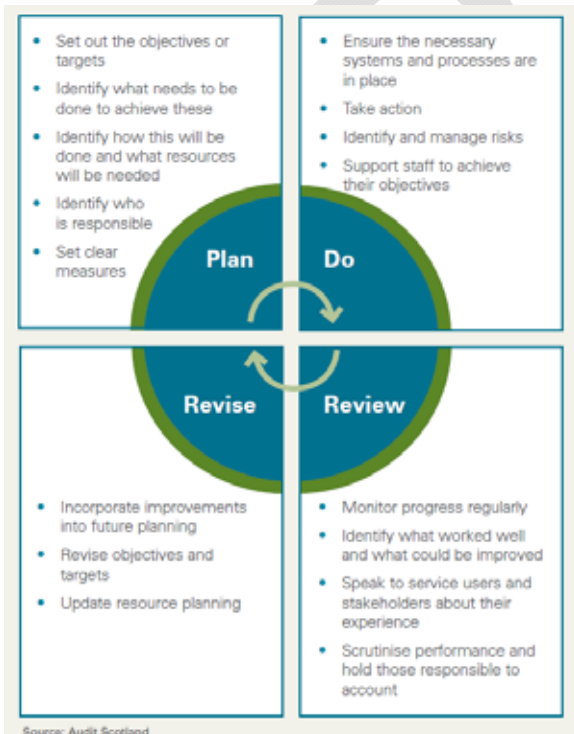 • Set out the objectives or
targets
• Identify what needs to be
done to achieve these
• Identify how this will be
done and what resources
will be needed
• Identify who
is responsible
• Set clear
measures
Plan
• Ensure the necessary
systems and processes are
in place
• Take action
• Identify and manage risks
• Support staff to achieve
their objectives
Do
Revise
• Incorporate improvements
into future planning
• Revise objectives and
targets
• Update resource planning
Review
• Monitor progress regularly
• Identify what worked well
and what could be improved
• Speak to service users and
stakeholders about their
experience
• Scrutinise performance and
hold those responsible to
account
Source: Audit Scotland